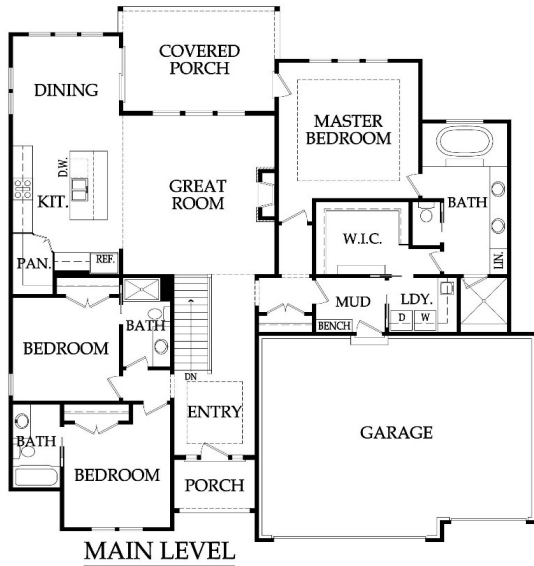 COVERED
PORCH
DINING
MASTER
BEDROOM
D.W.
KIT.
GREAT
ROOM
BATH
W.I.C.
PAN.
REF.
LIN.
MUD
LDY.
BENCH
D
W
BATH
BEDROOM
DN
ENTRY
GARAGE
BATH
BEDROOM
PORCH
MAIN LEVEL